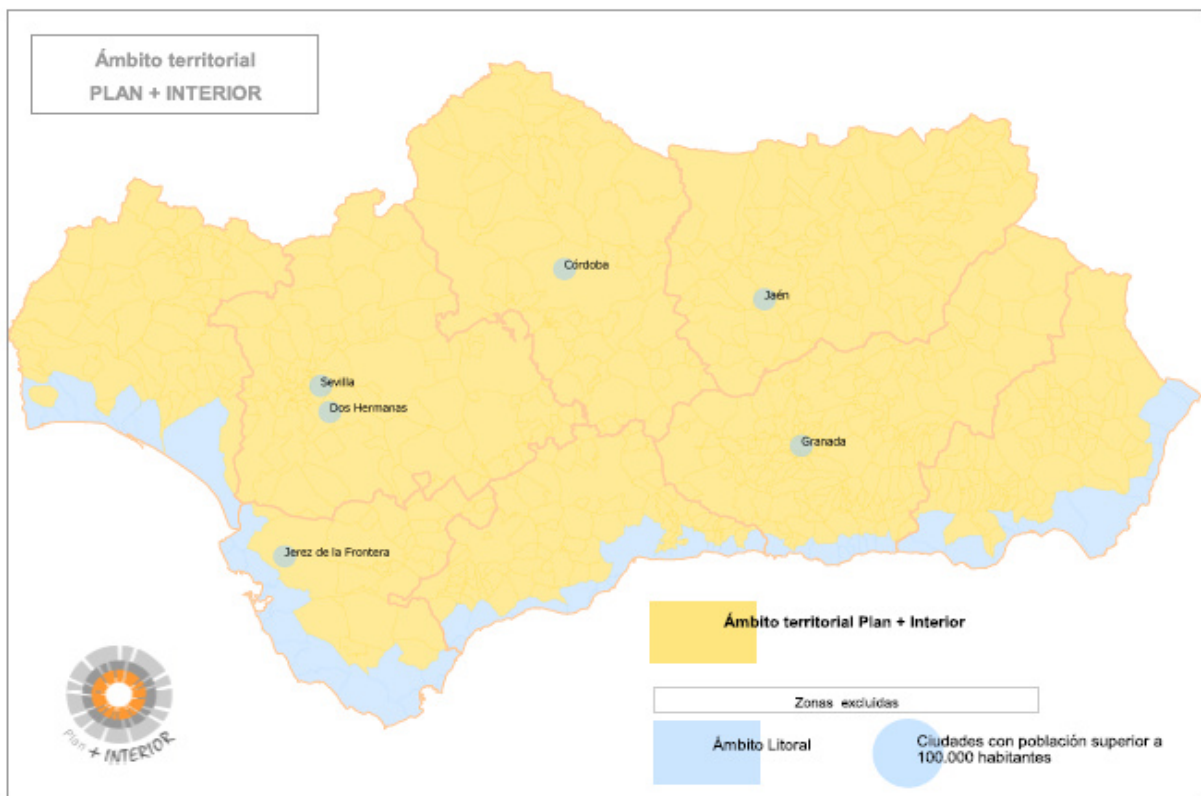 Ámbito territorial
PLAN + INTERIOR
Córdoba
Jaén
Sevilla
Dos Hermanas
Granada
Jerez de la Frontera
Ámbito territorial Plan + Interior
Zonas excluídas
Ámbito Litoral
Ciudades con población superior a
100.000 habitantes
Plan + INTERIOR